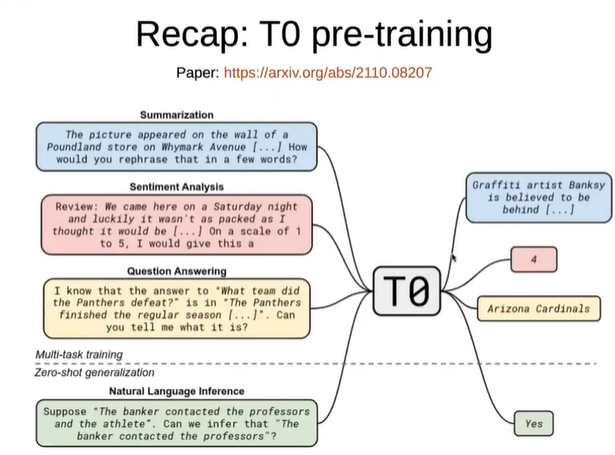 Recap: T0 pre-training
Paper: https://arxiv.org/abs/2110.08207
Summarization
The picture appeared on the wall of a
Poundland store on Whymark Avenue [...] How
would you rephrase that in a few words?
Sentiment Analysis
Review: We came here on a Saturday night
and luckily it wasn't as packed as I
thought it would be [...] On a scale of 1
to 5, I would give this a
Question Answering
I know that the answer to "What team did
the Panthers defeat?" is in "The Panthers
finished the regular season [...]". Can
you tell me what it is?
Multi-task training
Zero-shot generalization
Natural Language Inference
Suppose "The banker contacted the professors
and the athlete". Can we infer that "The
banker contacted the professors"?
T0
Graffiti artist Banksy
is believed to be
behind [...]
4
Arizona Cardinals
Yes